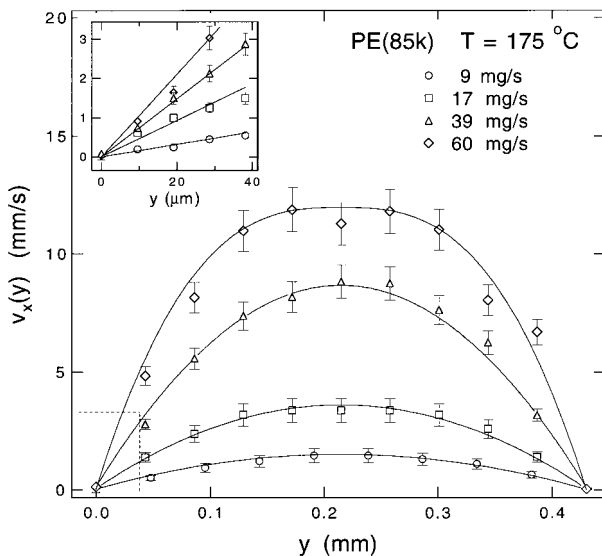 PE(85k) T = 175 °C
9 mg/s
17 mg/s
39 mg/s
60 mg/s
3
2
1
0
0
20
40
y (μm)
20
15
10
5
0
v_x(y) (mm/s)
0.0
0.1
0.2
0.3
0.4
y (mm)